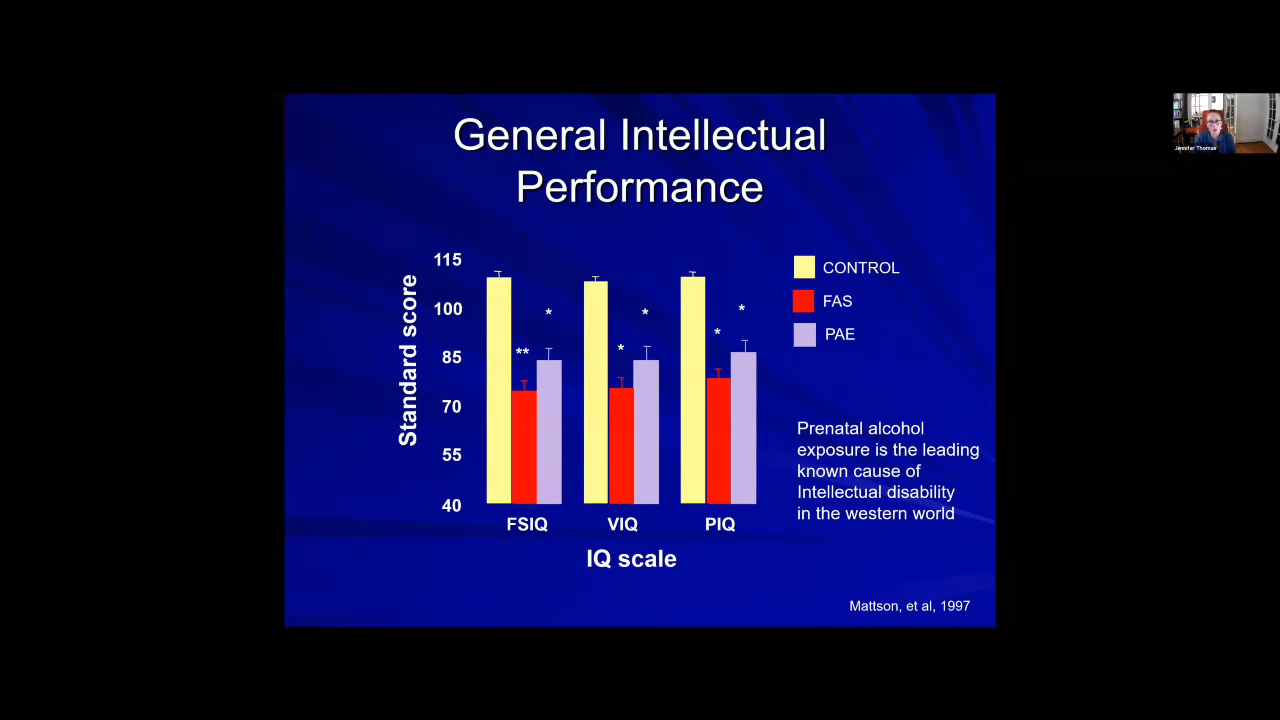 General Intellectual
Performance
Standard score
115
100
85
70
55
40
**
*
*
*
*
*
FSIQ
VIQ
PIQ
IQ scale
CONTROL
FAS
PAE
Prenatal alcohol
exposure is the leading
known cause of
Intellectual disability
in the western world
Mattson, et al, 1997
Jennifer Thomas